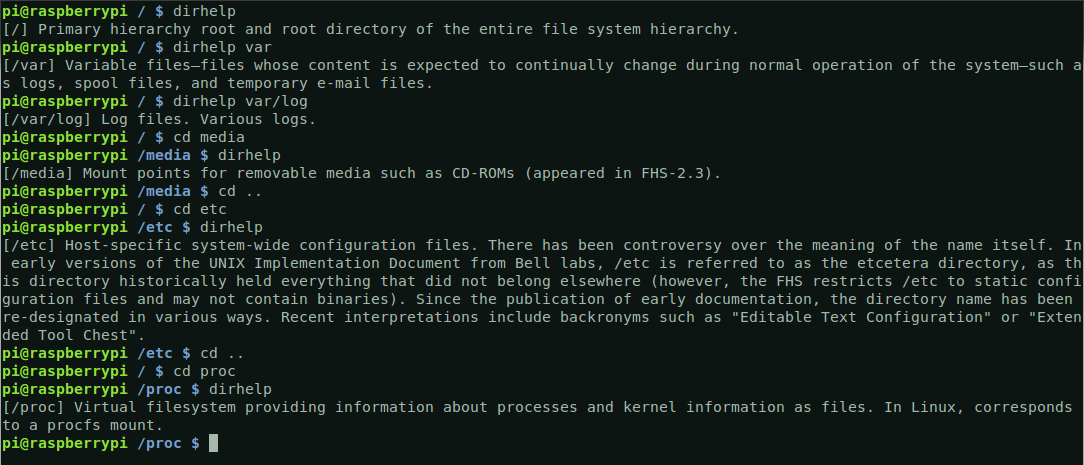 pi@raspberrypi / $ dirhelp
[/] Primary hierarchy root and root directory of the entire file system hierarchy.
pi@raspberrypi / $ dirhelp var
[/var] Variable files—files whose content is expected to continually change during normal operation of the system—such a
s logs, spool files, and temporary e-mail files.
pi@raspberrypi / $ dirhelp var/log
[/var/log] Log files. Various logs.
pi@raspberrypi / $ cd media
pi@raspberrypi /media $ dirhelp
[/media] Mount points for removable media such as CD-ROMs (appeared in FHS-2.3).
pi@raspberrypi /media $ cd ..
pi@raspberrypi / $ cd etc
pi@raspberrypi /etc $ dirhelp
[/etc] Host-specific system-wide configuration files. There has been controversy over the meaning of the name itself. In
 early versions of the UNIX Implementation Document from Bell labs, /etc is referred to as the etcetera directory, as th
is directory historically held everything that did not belong elsewhere (however, the FHS restricts /etc to static confi
guration files and may not contain binaries). Since the publication of early documentation, the directory name has been
re-designated in various ways. Recent interpretations include backronyms such as "Editable Text Configuration" or "Exten
ded Tool Chest".
pi@raspberrypi /etc $ cd ..
pi@raspberrypi / $ cd proc
pi@raspberrypi /proc $ dirhelp
[/proc] Virtual filesystem providing information about processes and kernel information as files. In Linux, corresponds
to a procfs mount.
pi@raspberrypi /proc $